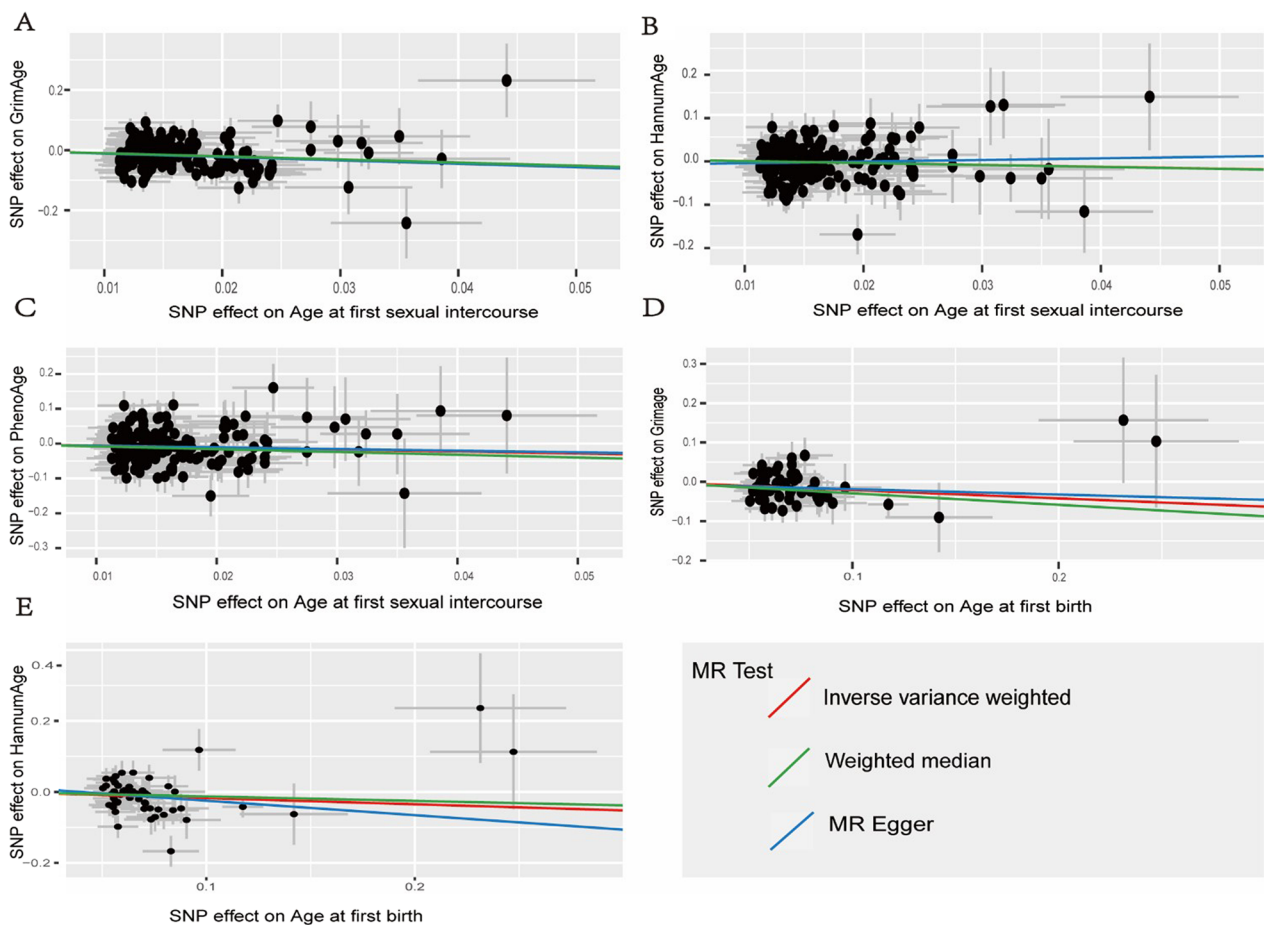 A
SNP effect on GrimAge
0.2
0.0
−0.2
0.01
0.02
0.03
0.04
0.05
SNP effect on Age at first sexual intercourse
B
SNP effect on HannumAge
0.2
0.1
0.0
−0.1
−0.2
0.01
0.02
0.03
0.04
0.05
SNP effect on Age at first sexual intercourse
C
SNP effect on PhenoAge
0.2
0.1
0.0
−0.1
−0.2
−0.3
0.01
0.02
0.03
0.04
0.05
SNP effect on Age at first sexual intercourse
D
SNP effect on Grimage
0.3
0.2
0.1
0.0
−0.1
−0.2
0.1
0.2
SNP effect on Age at first birth
E
SNP effect on HannumAge
0.4
0.2
0.0
−0.2
0.1
0.2
SNP effect on Age at first birth
MR Test
Inverse variance weighted
Weighted median
MR Egger